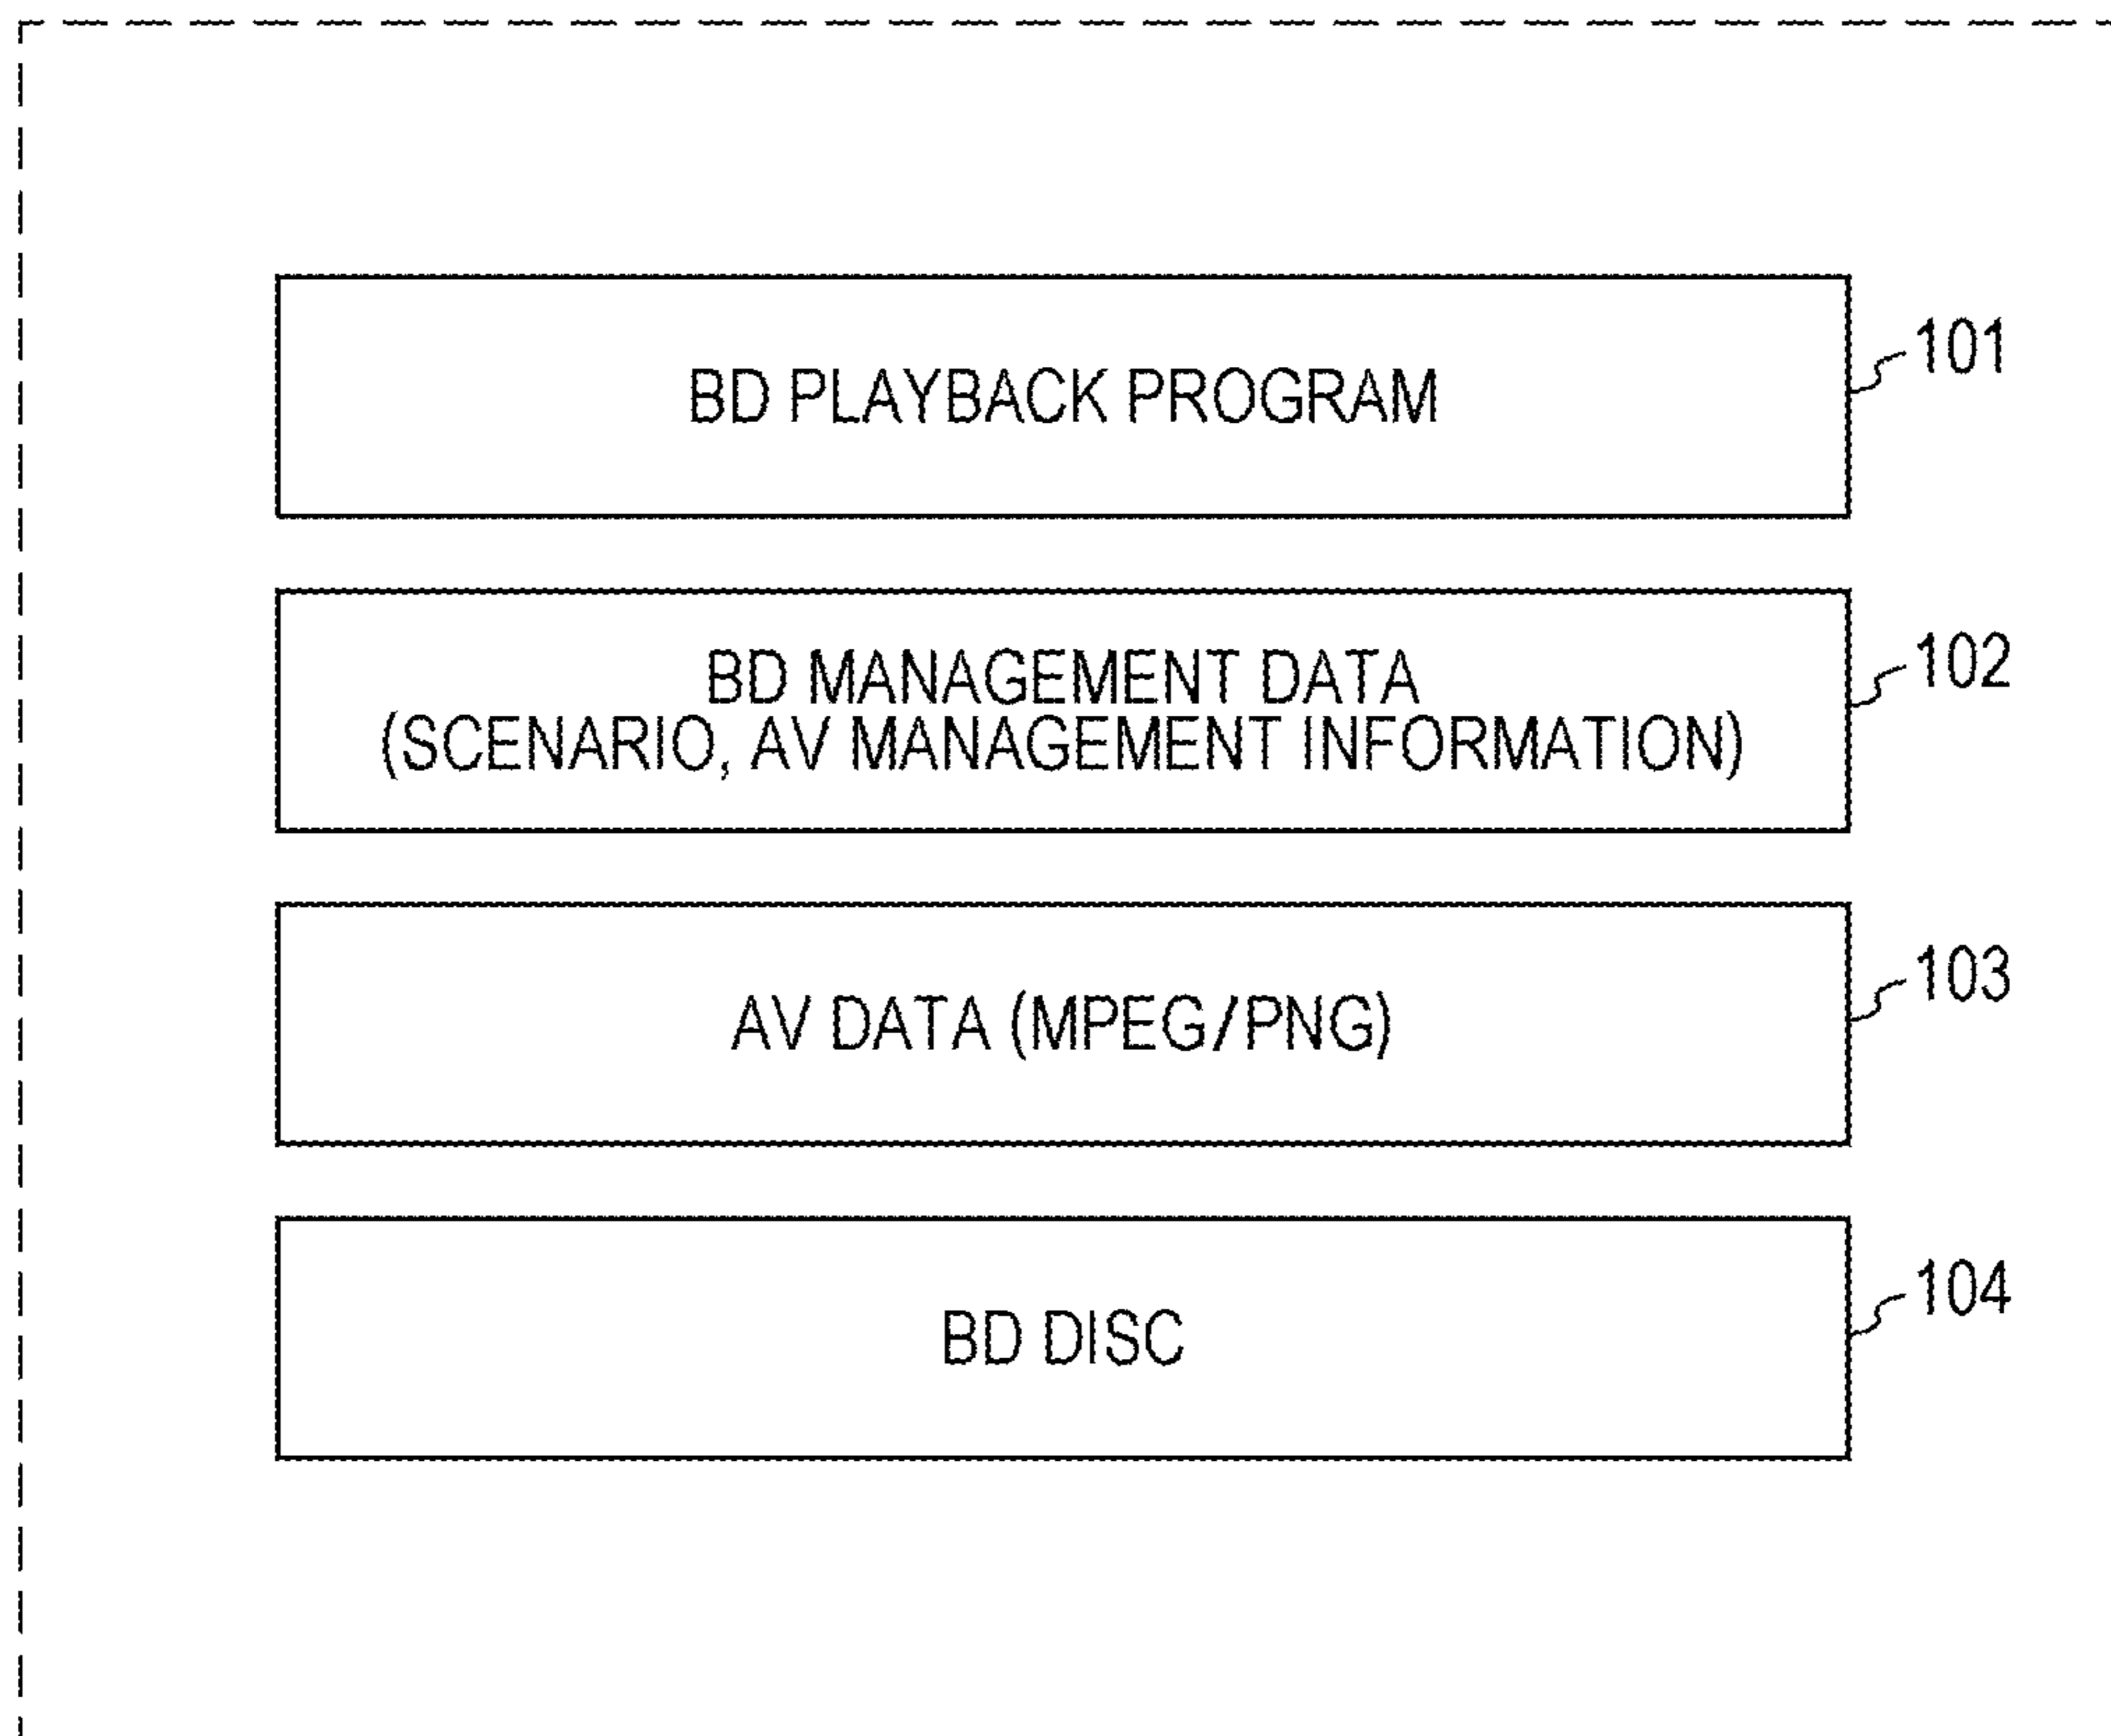 BD PLAYBACK PROGRAM
101
BD MANAGEMENT DATA
(SCENARIO, AV MANAGEMENT INFORMATION)
102
AV DATA (MPEG/PNG)
103
BD DISC
104